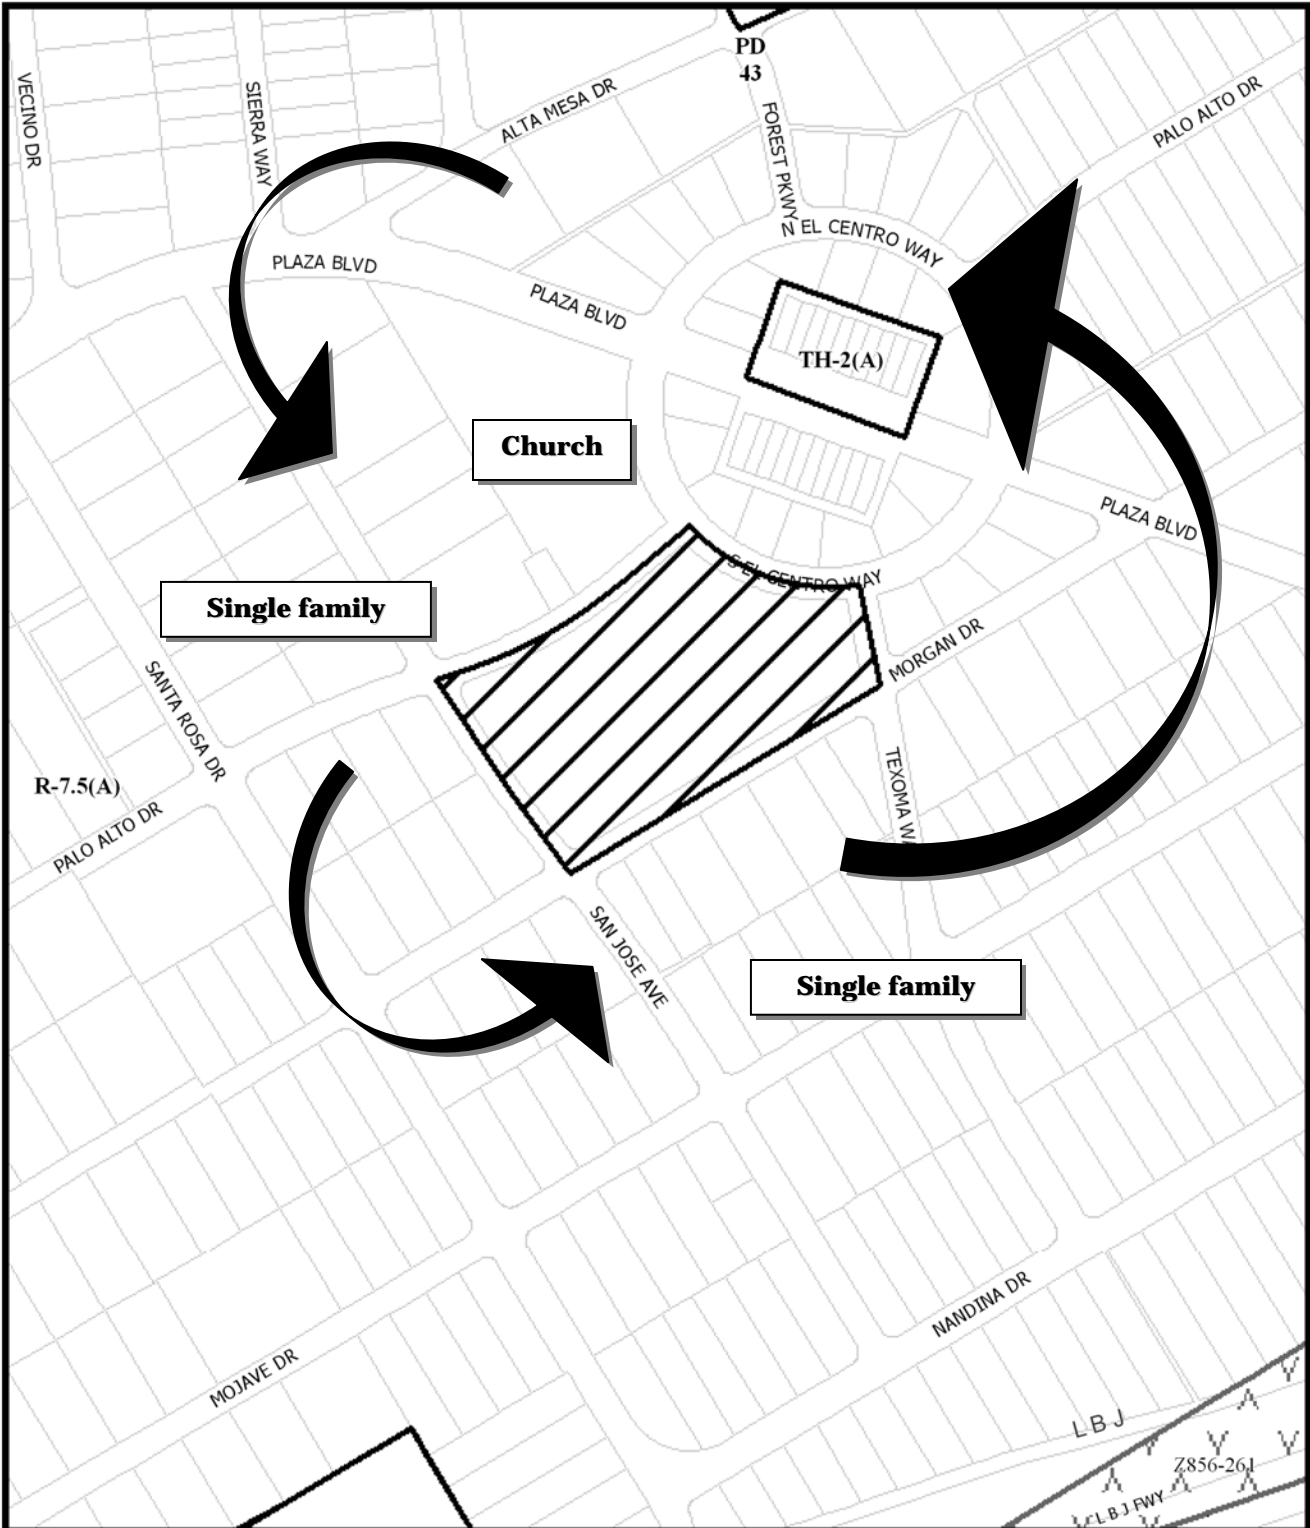 PD
43
VECINO DR
SIERRA WAY
ALTA MESA DR
FOREST PKWY
PALO ALTO DR
N EL CENTRO WAY
PLAZA BLVD
PLAZA BLVD
TH-2(A)
Church
PLAZA BLVD
S EL CENTRO WAY
Single family
MORGAN DR
SANTA ROSA DR
R-7.5(A)
PALO ALTO DR
TEXOMA WA
SAN JOSE AVE
Single family
NANDINA DR
MOJAVE DR
L B J
Z856-261
L B J FWY